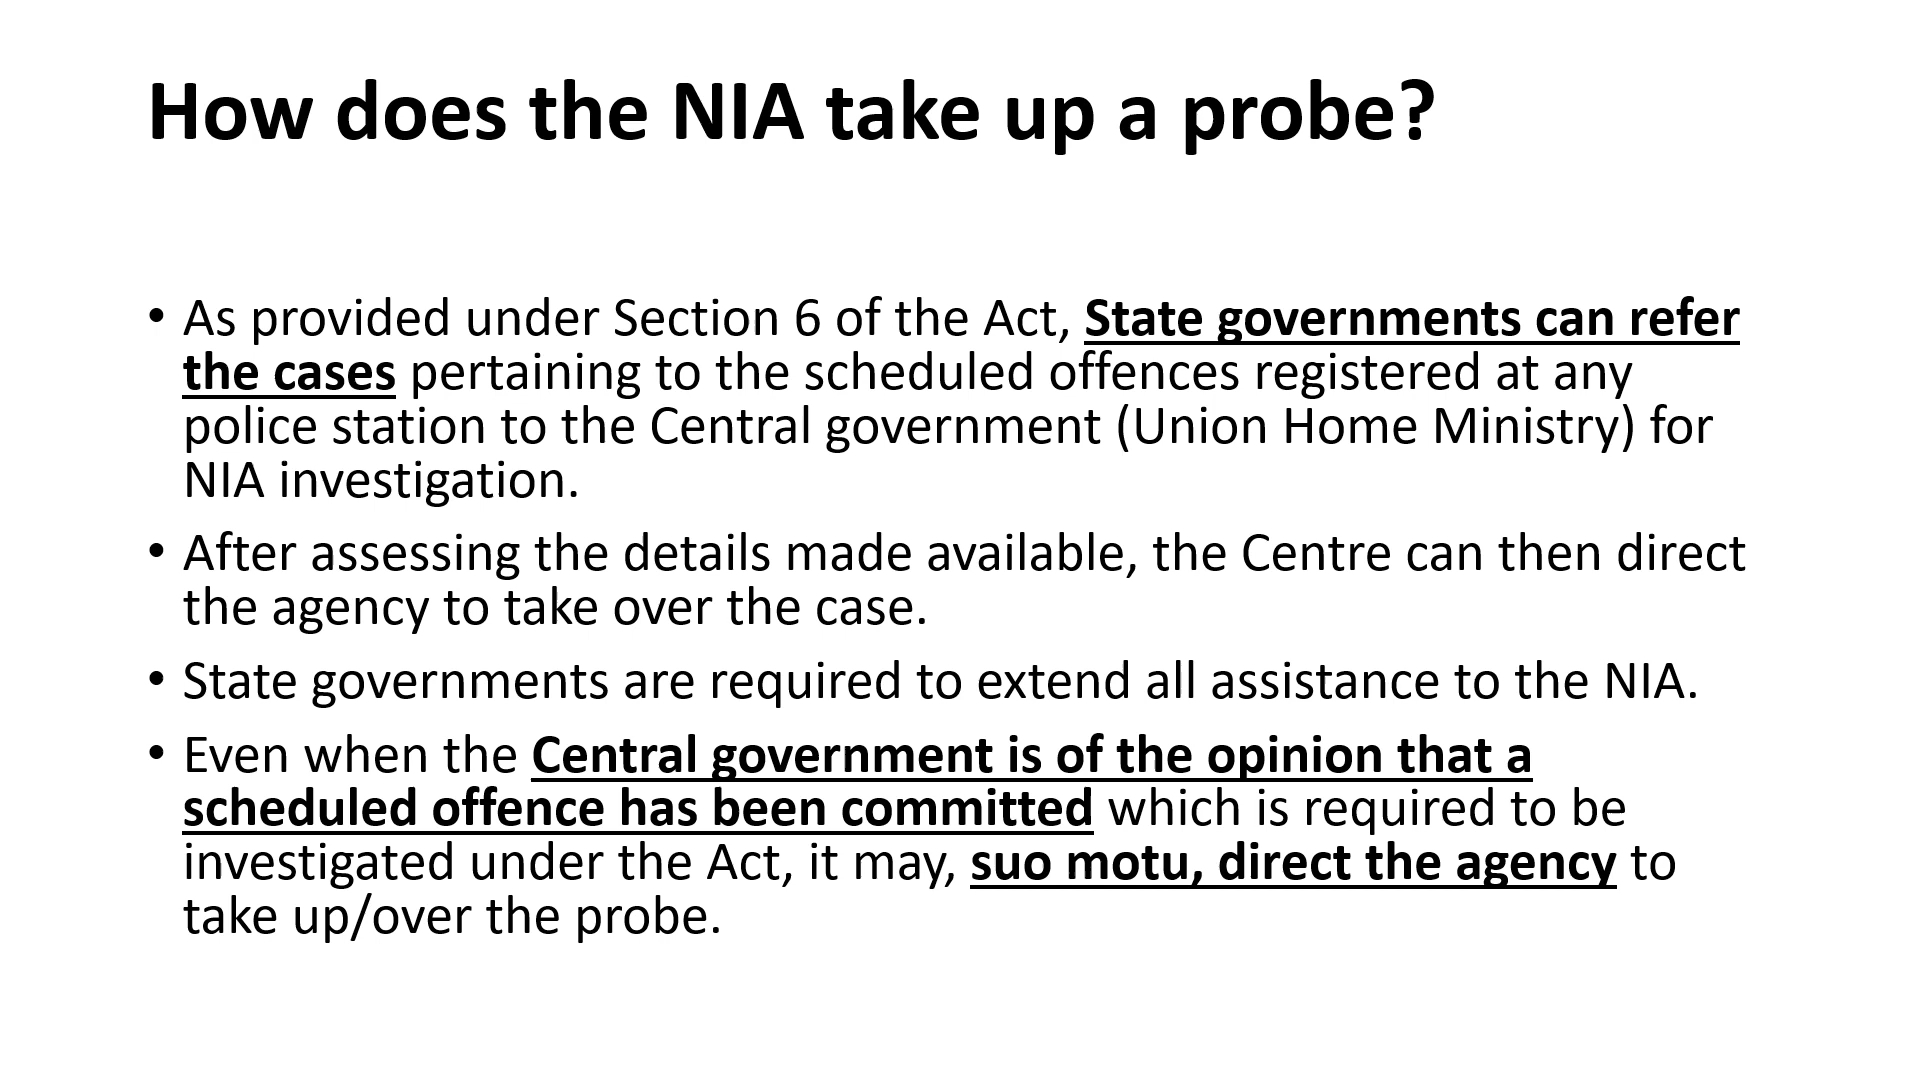 How does the NIA take up a probe?
• As provided under Section 6 of the Act, State governments can refer
the cases pertaining to the scheduled offences registered at any
police station to the Central government (Union Home Ministry) for
NIA investigation.
• After assessing the details made available, the Centre can then direct
the agency to take over the case.
• State governments are required to extend all assistance to the NIA.
• Even when the Central government is of the opinion that a
scheduled offence has been committed which is required to be
investigated under the Act, it may, suo motu, direct the agency to
take up/over the probe.